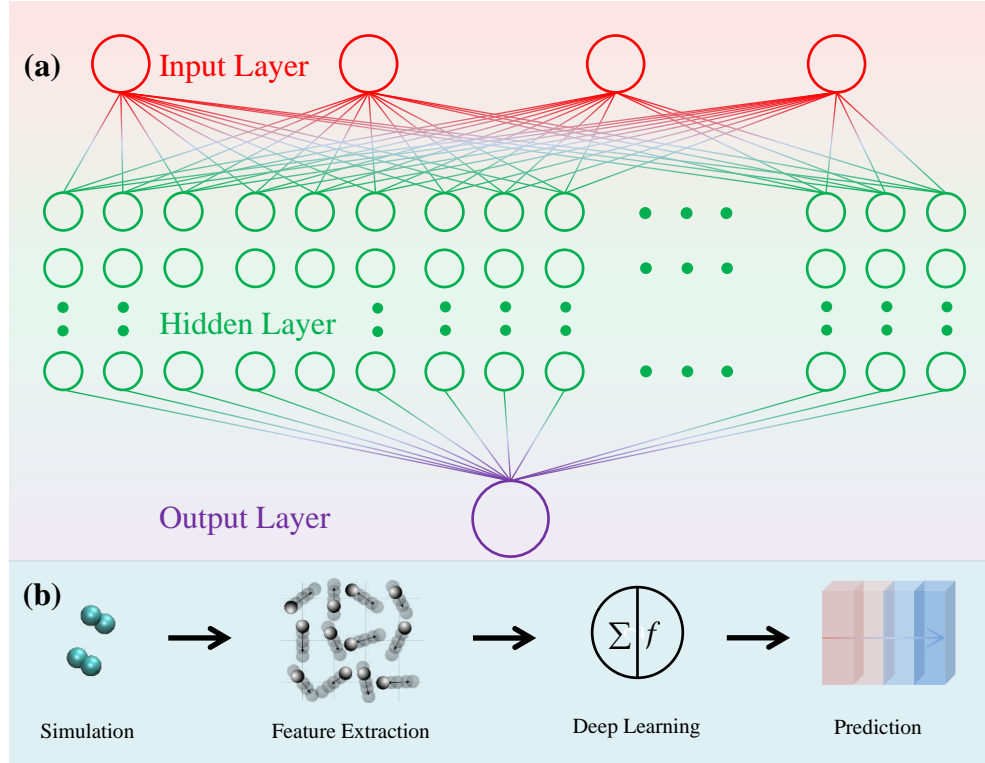 (a)
Input Layer
Hidden Layer
Output Layer
(b)
∑ f
Simulation
Feature Extraction
Deep Learning
Prediction